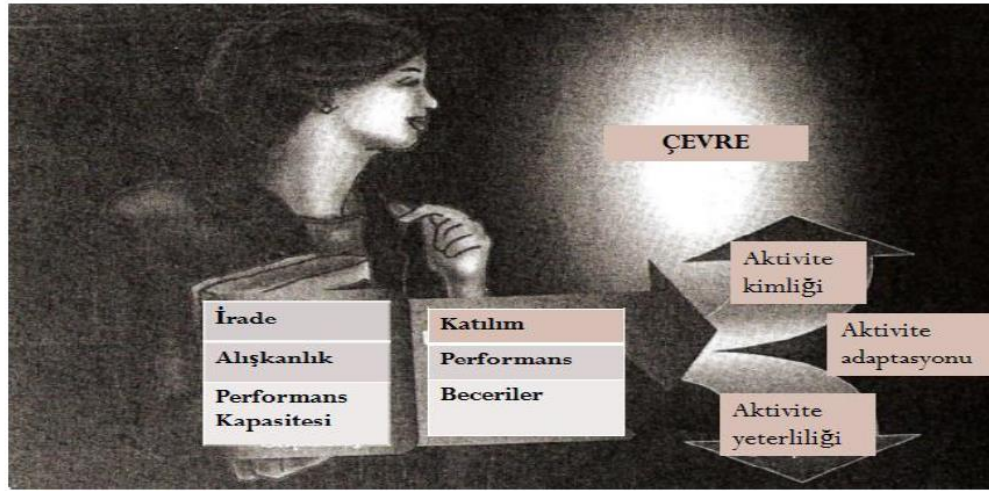 ÇEVRE
Aktivite
kimliği
İrade
Alışkanlık
Performans
Kapasitesi
Katılım
Performans
Beceriler
Aktivite
adaptasyonu
Aktivite
yeterliliği